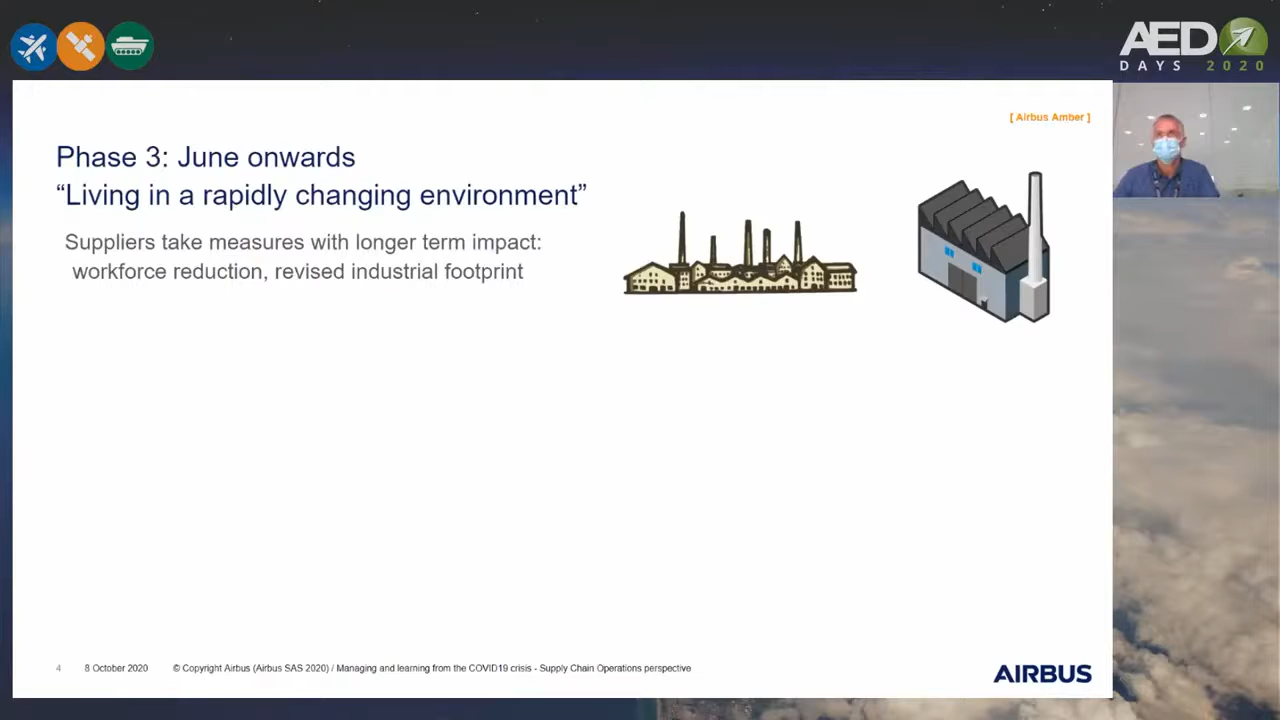 AED
DAYS 2020
[ Airbus Amber ]
Phase 3: June onwards
“Living in a rapidly changing environment”
Suppliers take measures with longer term impact:
workforce reduction, revised industrial footprint
4 8 October 2020 © Copyright Airbus (Airbus SAS 2020) / Managing and learning from the COVID19 crisis - Supply Chain Operations perspective
AIRBUS